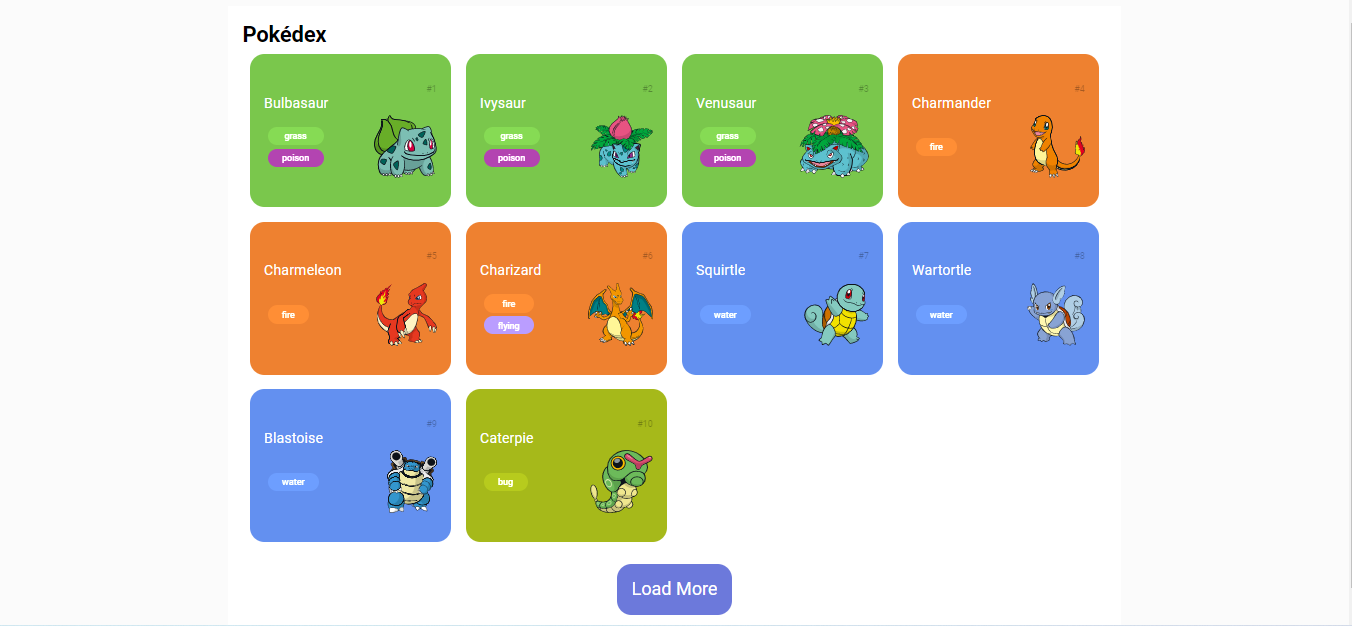 Pokédex
#1
Bulbasaur
grass
poison
#2
Ivysaur
grass
poison
#3
Venusaur
grass
poison
#4
Charmander
fire
#5
Charmeleon
fire
#6
Charizard
fire
flying
#7
Squirtle
water
#8
Wartortle
water
#9
Blastoise
water
#10
Caterpie
bug
Load More